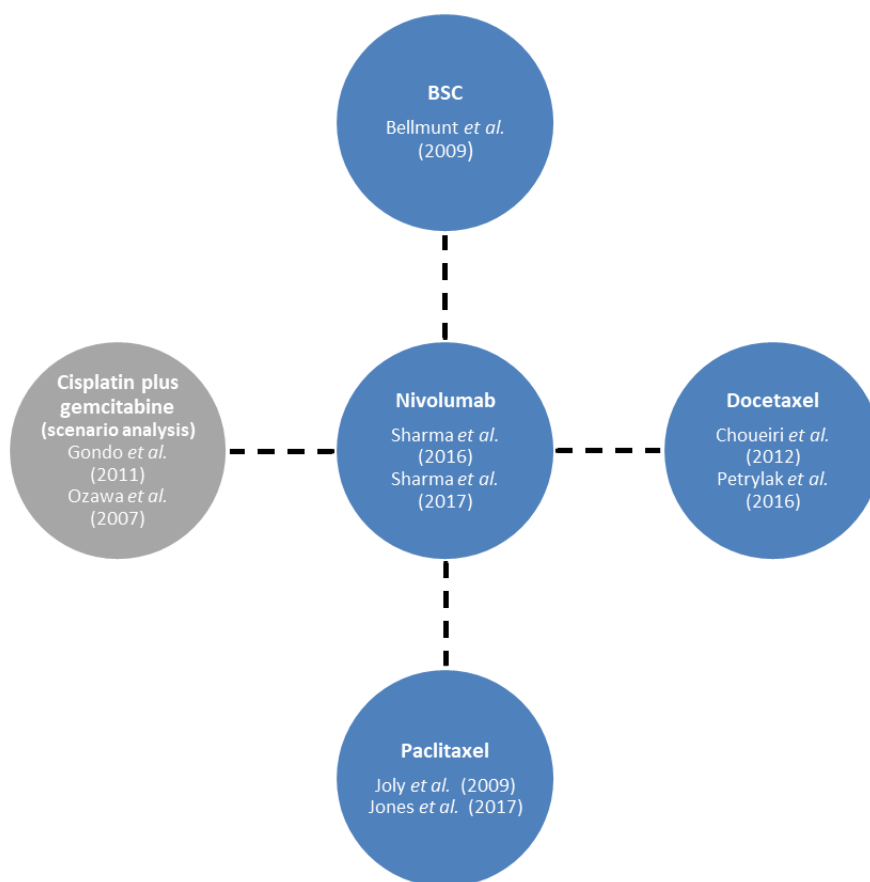 BSC
Bellmunt et al.
(2009)
Cisplatin plus
gemcitabine
(scenario analysis)
Gondo et al.
(2011)
Ozawa et al.
(2007)
Nivolumab
Sharma et al.
(2016)
Sharma et al.
(2017)
Docetaxel
Choueiri et al.
(2012)
Petrylak et al.
(2016)
Paclitaxel
Joly et al. (2009)
Jones et al. (2017)